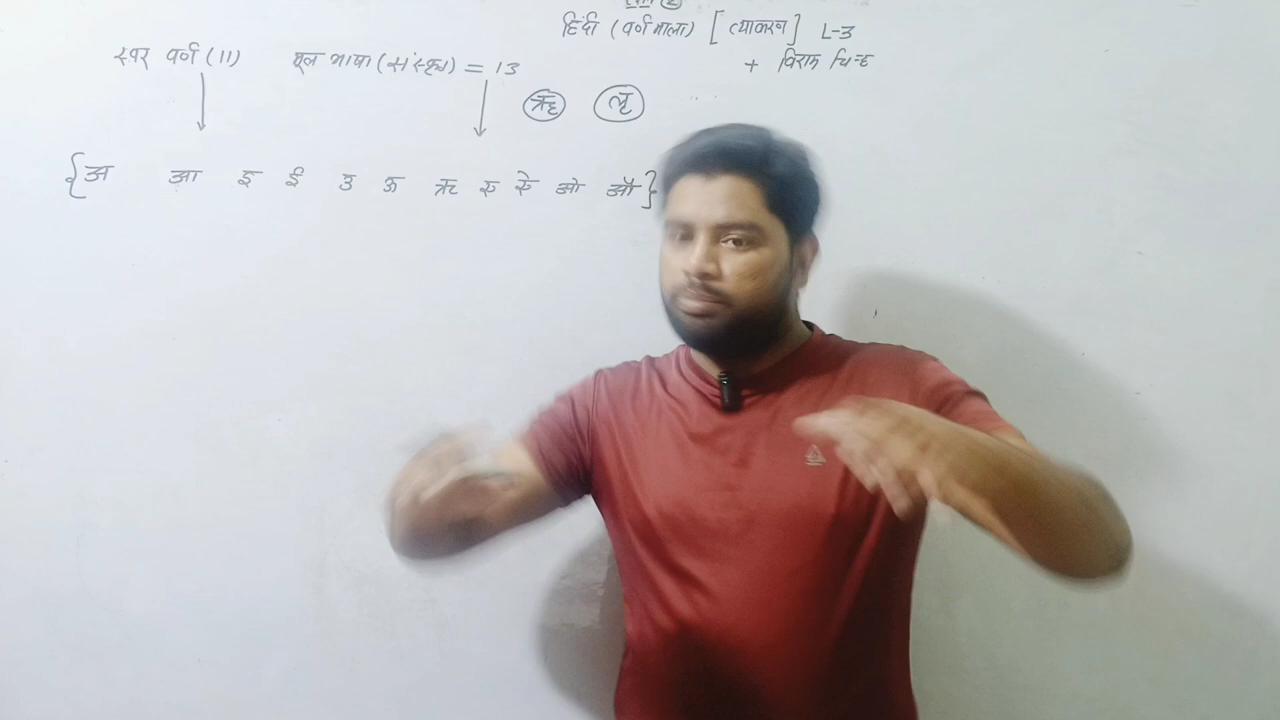 हिंदी (वर्णमाला) [व्याकरण] L-3
+ विराम चिन्ह
स्वर वर्ण (11) मूल भाषा (संस्कृत) = 13
ॠ ऌ
{अ आ इ ई उ ऊ ऋ ए ऐ ओ औ}